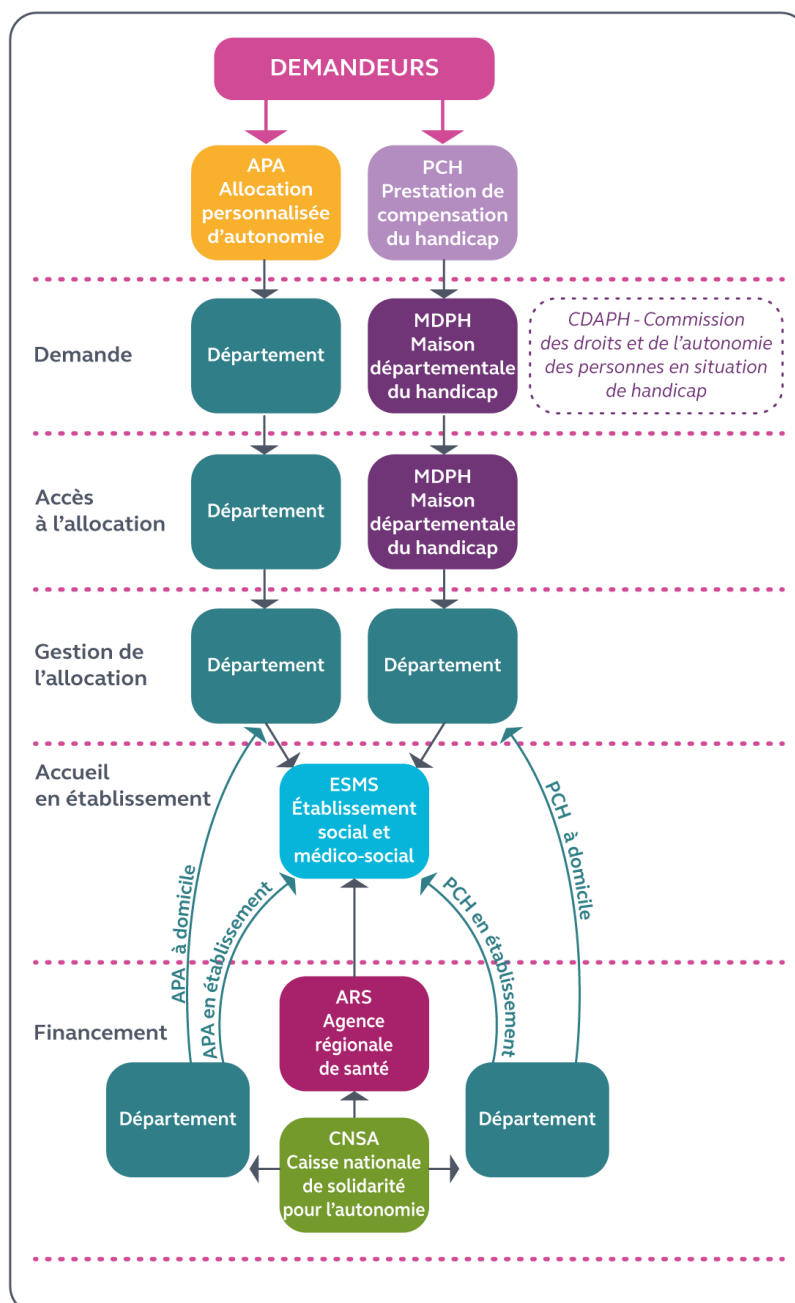 DEMANDEURS
APA
Allocation
personnalisée
d’autonomie
PCH
Prestation de
compensation
du handicap
Demande
Département
MDPH
Maison
départementale
du handicap
CDAPH - Commission
des droits et de l’autonomie
des personnes en situation
de handicap
Accès
à l’allocation
Département
MDPH
Maison
départementale
du handicap
Gestion de
l’allocation
Département
Département
Accueil
en établissement
ESMS
Établissement
social et
médico-social
APA à domicile
APA en établissement
PCH en établissement
PCH à domicile
Financement
ARS
Agence
régionale
de santé
Département
CNSA
Caisse nationale
de solidarité
pour l’autonomie
Département